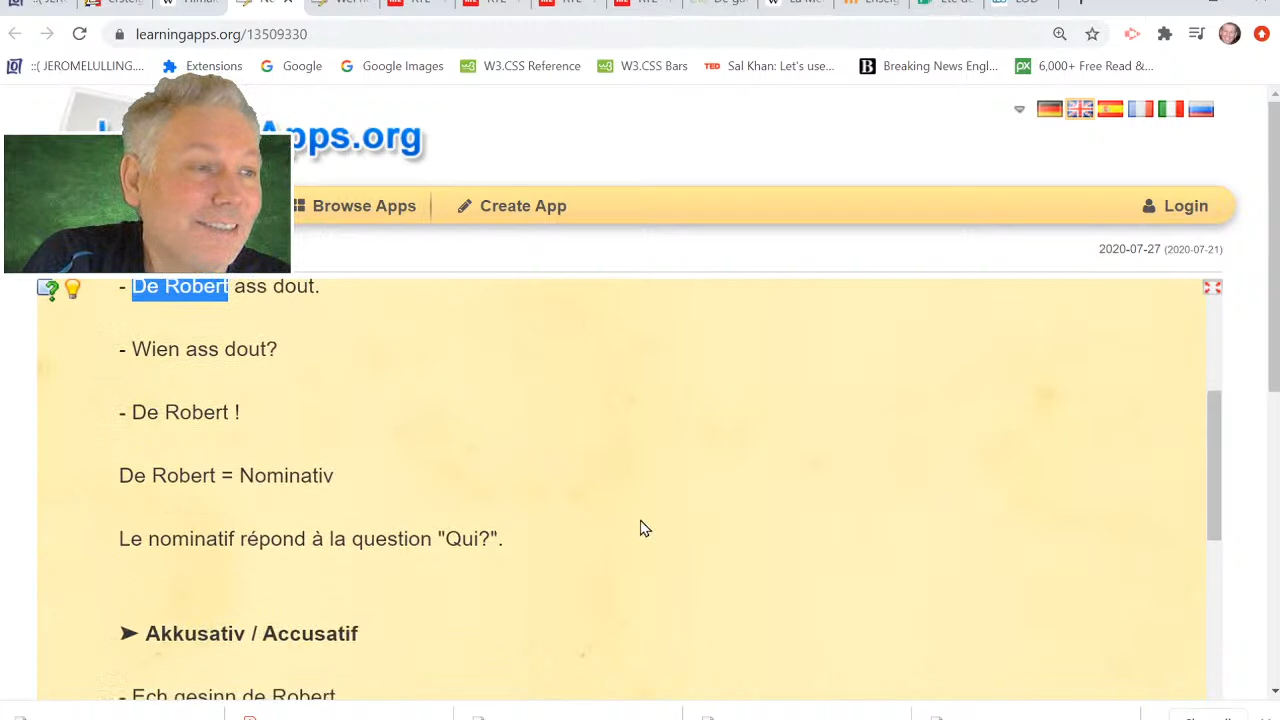 learningapps.org/13509330
::( JEROMELULLING.... Extensions Google Google Images W3.CSS Reference W3.CSS Bars TED Sal Khan: Let's use... B Breaking News Engl... px 6,000+ Free Read &...
pps.org
Browse Apps Create App Login
2020-07-27 (2020-07-21)
- De Robert ass dout.
- Wien ass dout?
- De Robert !
De Robert = Nominativ
Le nominatif répond à la question "Qui?".
➤ Akkusativ / Accusatif
- Ech gesinn de Robert